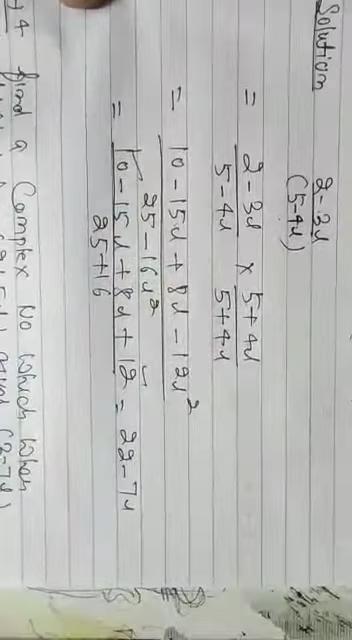 Solution 2-3i
(5-4i)
= 2-3i × 5+4i
5-4i 5+4i
= 10-15i+8i-12i²
25-16i²
= 10-15i+8i+12 = 22-7i
25+16
+4 find a Complex No which when